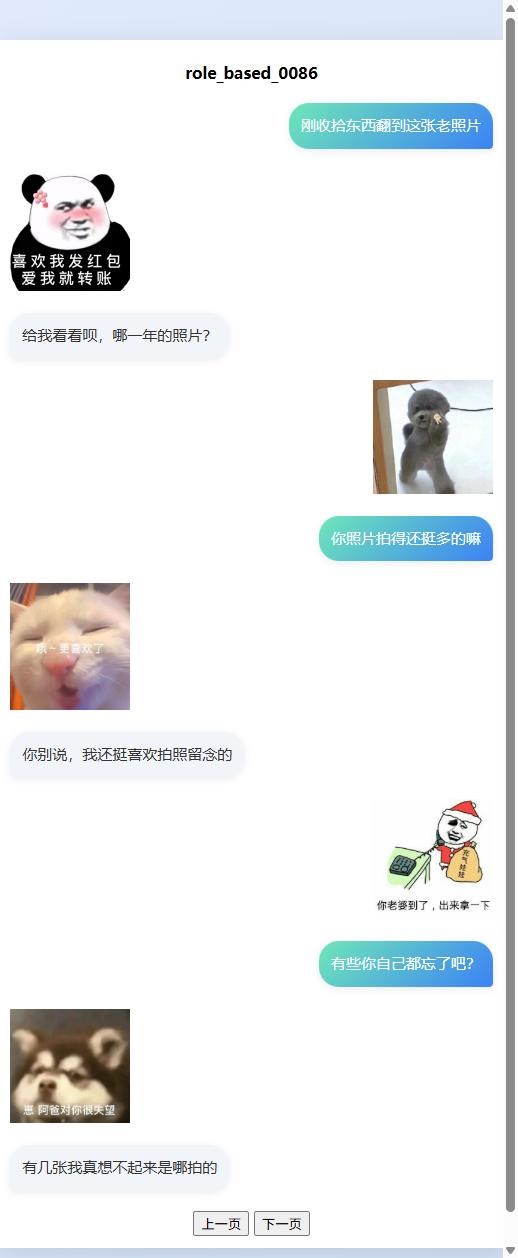 role_based_0086
刚收拾东西翻到这张老照片
喜欢我发红包
爱我就转账
给我看看呗，哪一年的照片？
你照片拍得还挺多的嘛
哦~更喜欢了
你别说，我还挺喜欢拍照留念的
充气娃娃
你老婆到了，出来拿一下
有些你自己都忘了吧？
崽 阿爸对你很失望
有几张我真想不起来是哪拍的
上一页 下一页